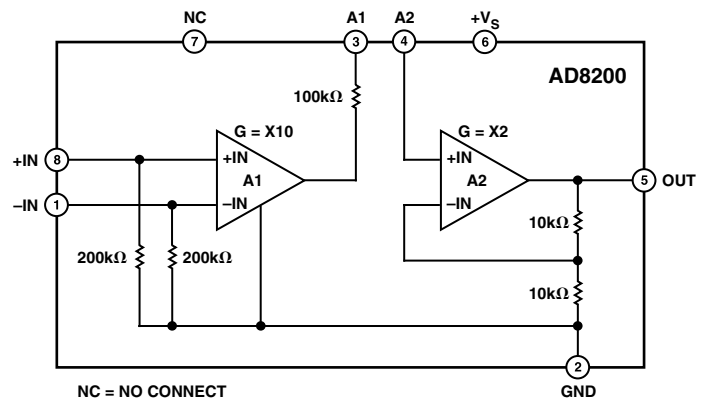 NC
A1
A2
+VS
7
3
4
6
AD8200
100kΩ
G = X10
G = X2
+IN
8
+IN
+IN
A1
A2
5
OUT
–IN
1
–IN
–IN
10kΩ
200kΩ
200kΩ
10kΩ
2
NC = NO CONNECT
GND